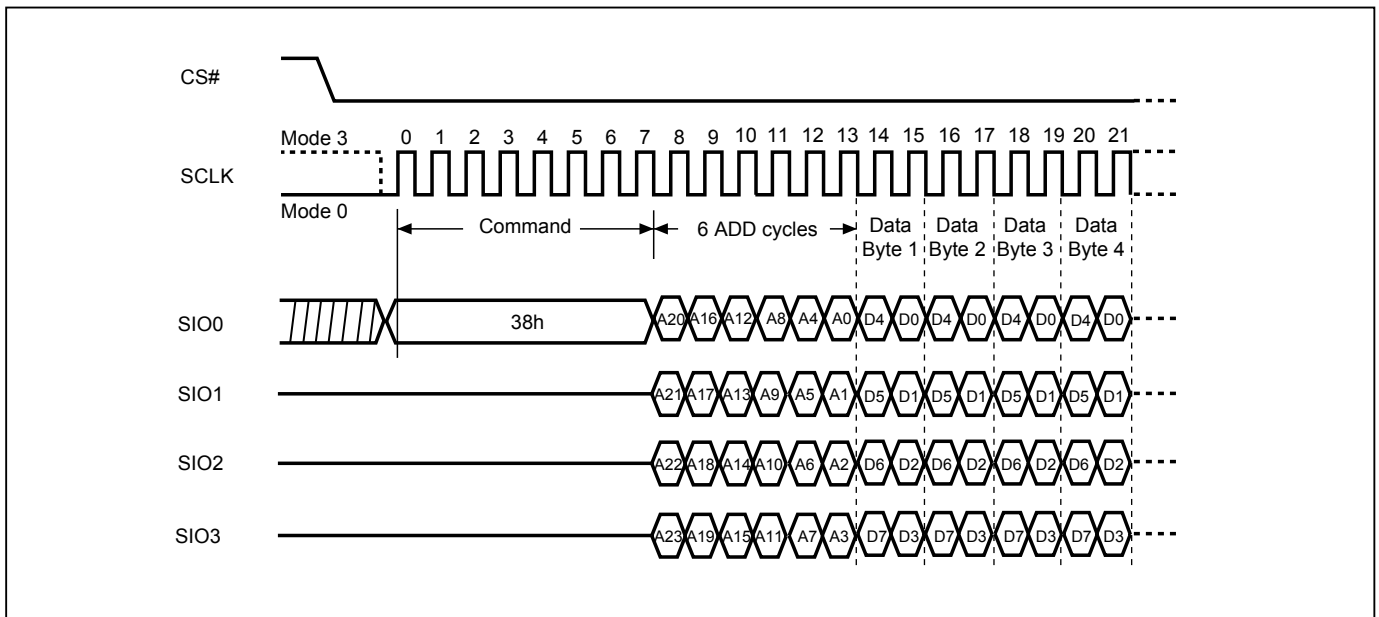 CS#
Mode 3
0 1 2 3 4 5 6 7 8 9 10 11 12 13 14 15 16 17 18 19 20 21
SCLK
Mode 0
Command
6 ADD cycles
Data Byte 1
Data Byte 2
Data Byte 3
Data Byte 4
SIO0
38h
A20 A16 A12 A8 A4 A0 D4 D0 D4 D0 D4 D0 D4 D0
SIO1
A21 A17 A13 A9 A5 A1 D5 D1 D5 D1 D5 D1 D5 D1
SIO2
A22 A18 A14 A10 A6 A2 D6 D2 D6 D2 D6 D2 D6 D2
SIO3
A23 A19 A15 A11 A7 A3 D7 D3 D7 D3 D7 D3 D7 D3